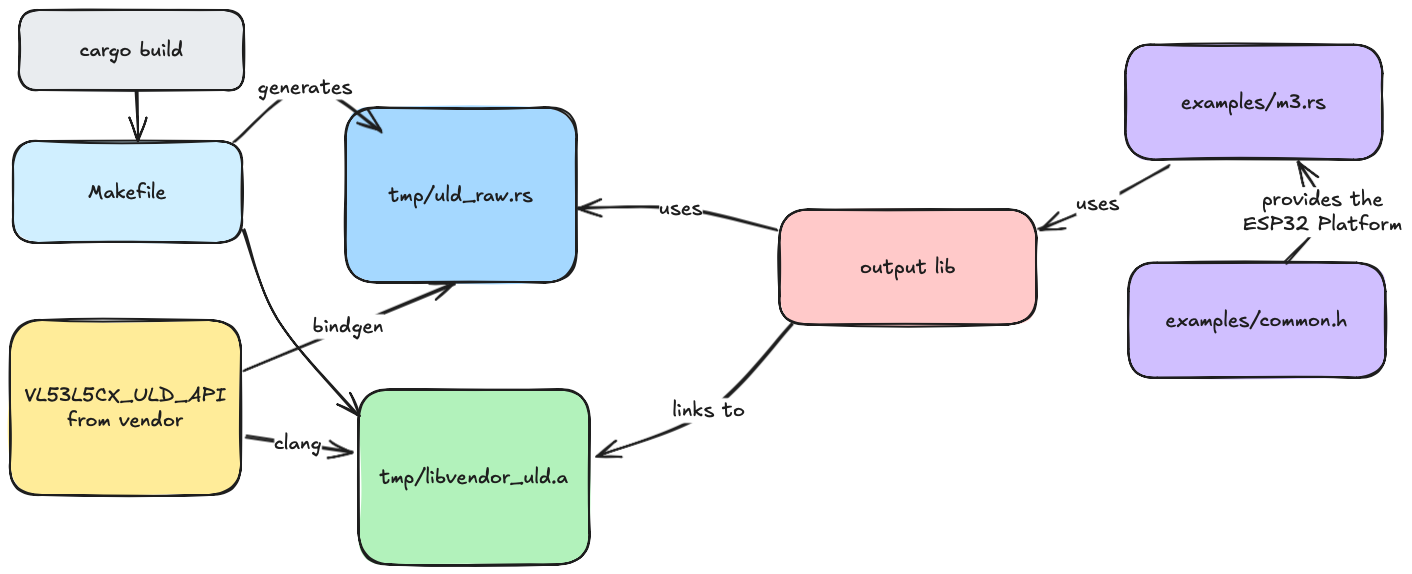 cargo build
generates
Makefile
tmp/uld_raw.rs
uses
output lib
examples/m3.rs
uses
provides the
ESP32 Platform
examples/common.h
bindgen
VL53L5CX_ULD_API
from vendor
clang
tmp/libvendor_uld.a
links to